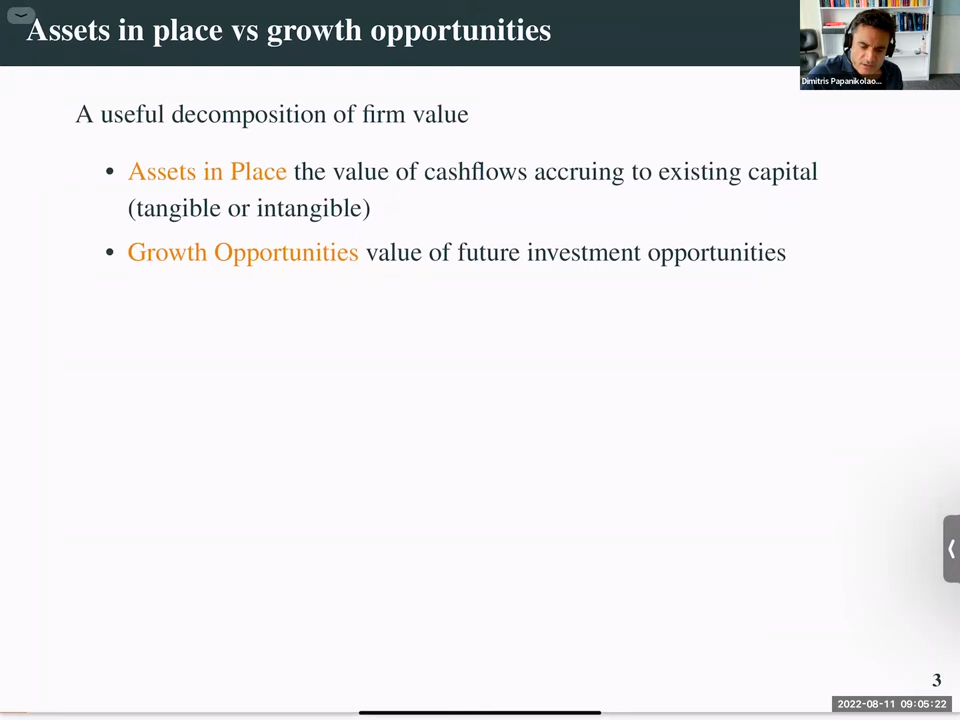 Assets in place vs growth opportunities
Dimitris Papanikolao...
A useful decomposition of firm value
• Assets in Place the value of cashflows accruing to existing capital
(tangible or intangible)
• Growth Opportunities value of future investment opportunities
3
2022-08-11 09:05:22